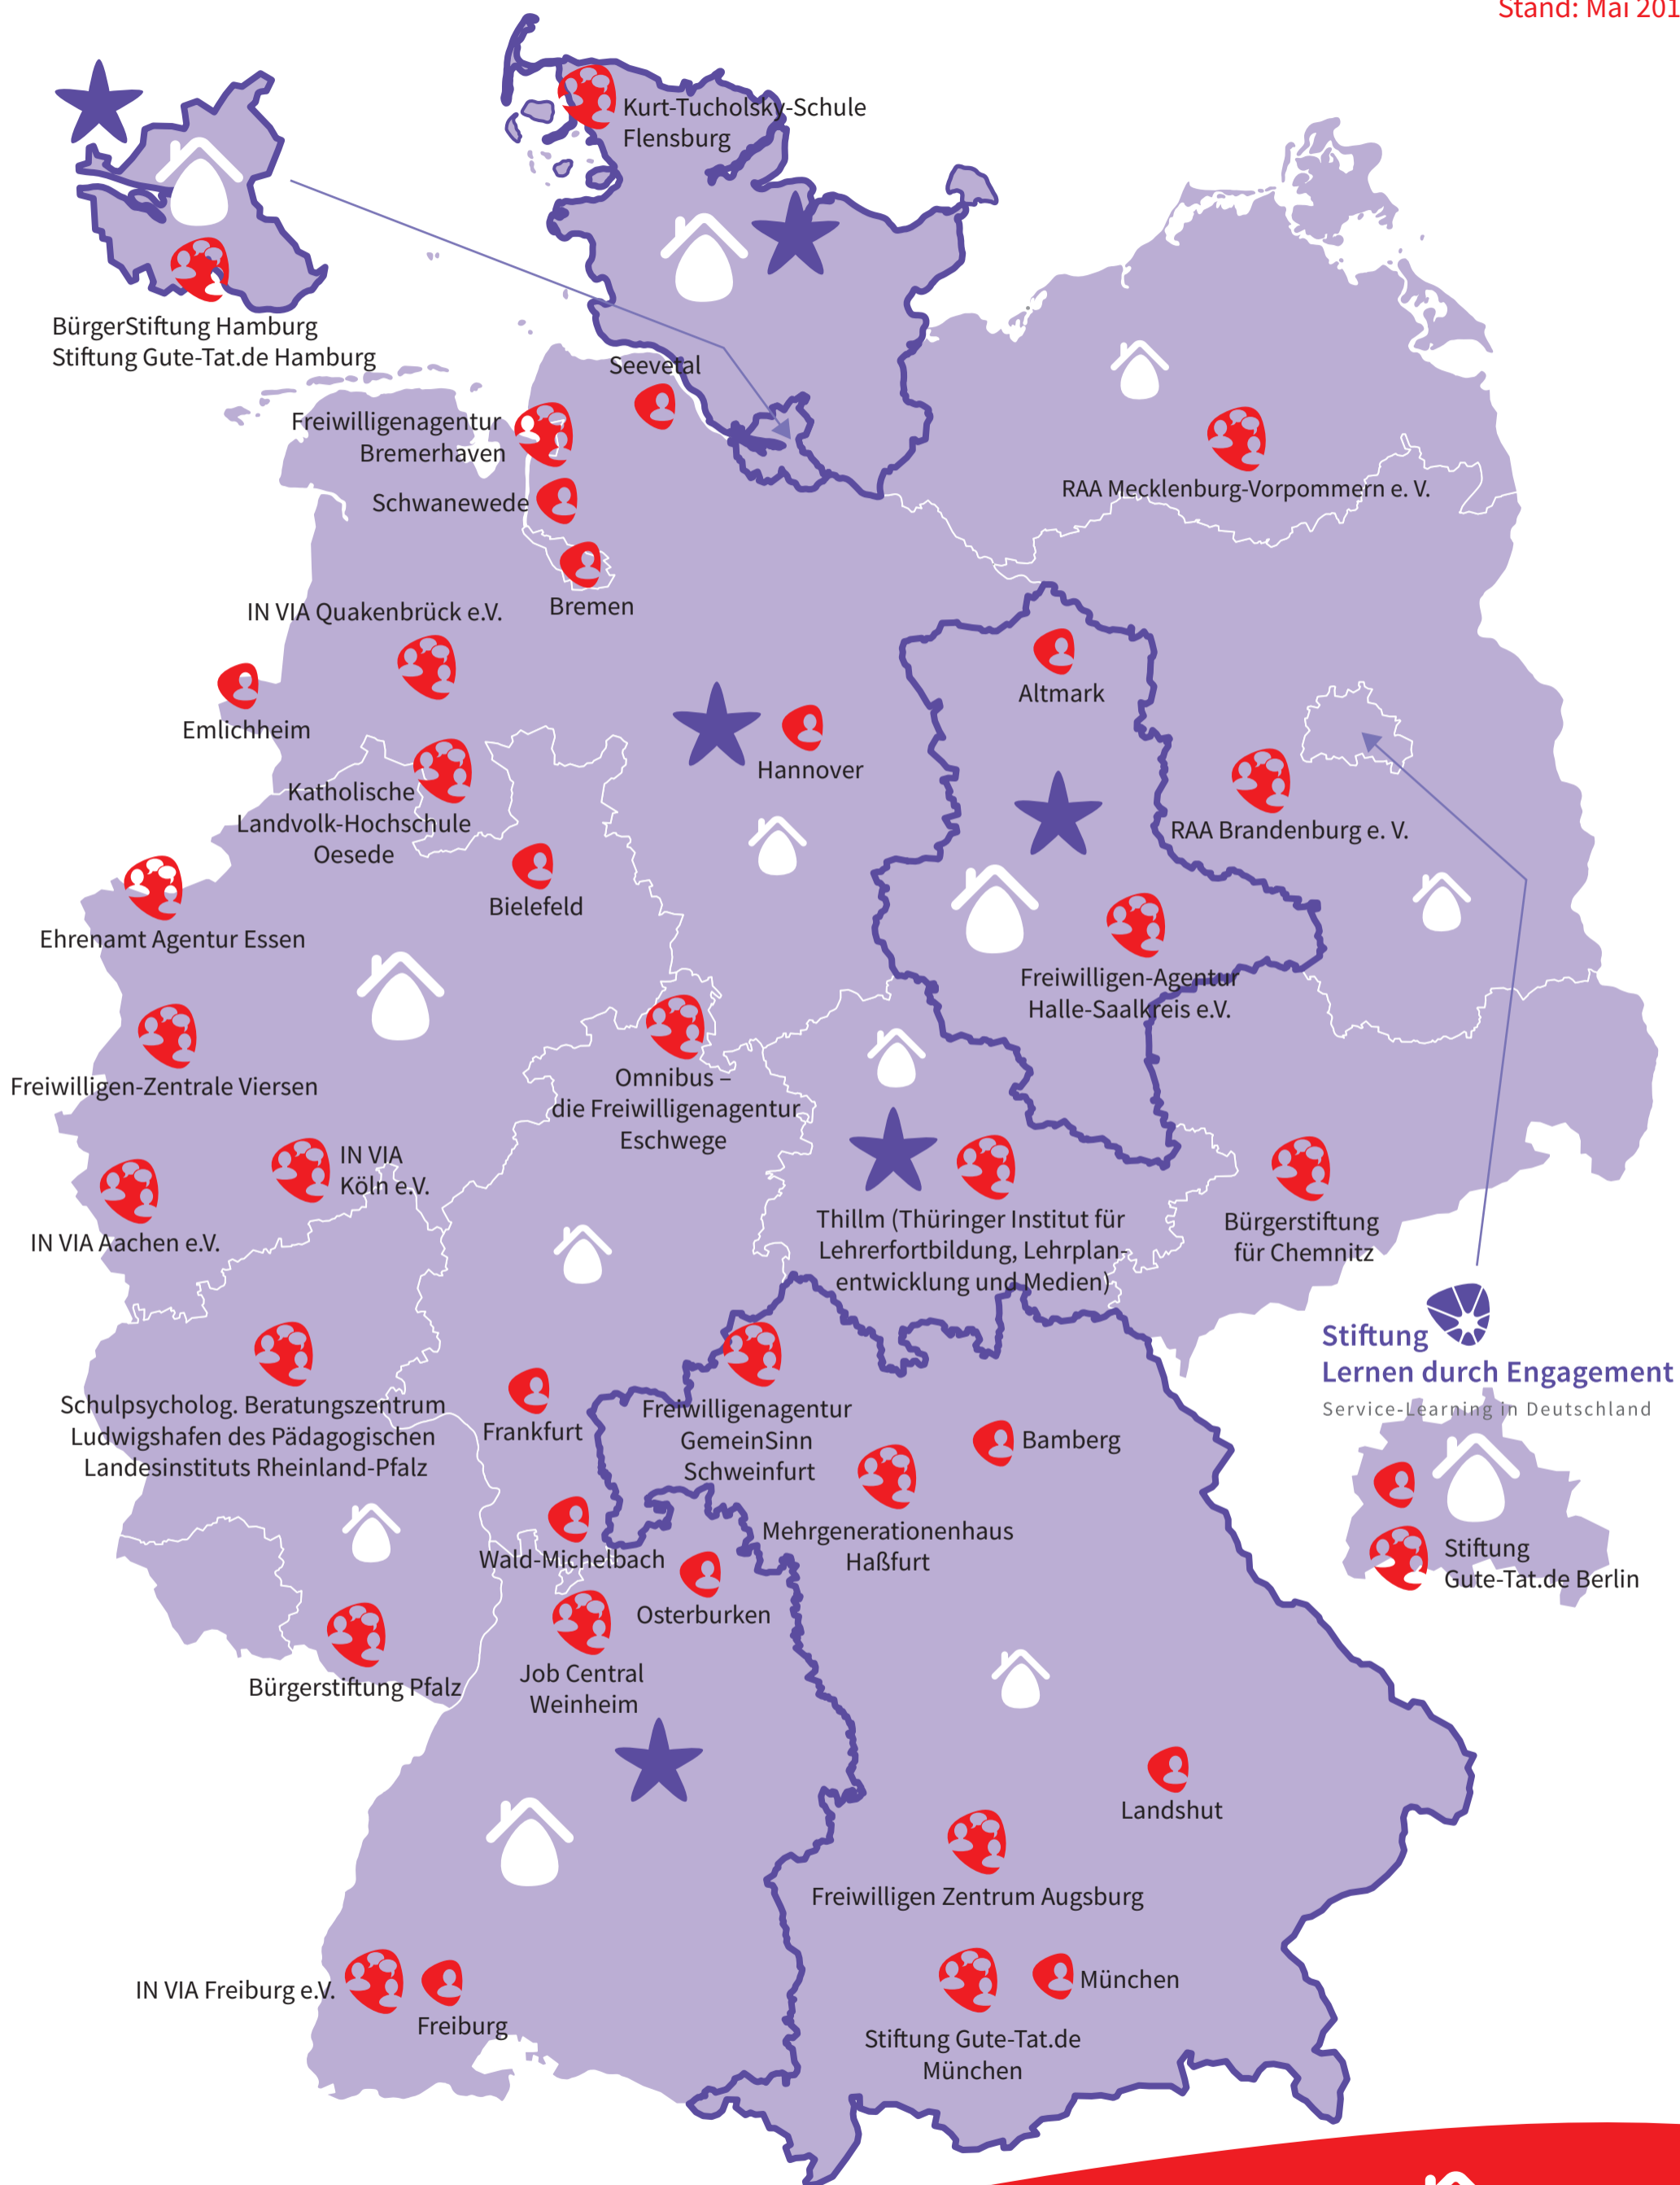 Stand: Mai 201
Kurt-Tucholsky-Schule
Flensburg
BürgerStiftung Hamburg
Stiftung Gute-Tat.de Hamburg
Seevetal
Freiwilligenagentur
Bremerhaven
RAA Mecklenburg-Vorpommern e. V.
Schwanewede
Bremen
IN VIA Quakenbrück e.V.
Altmark
Emlichheim
Hannover
Katholische
Landvolk-Hochschule
Oesede
RAA Brandenburg e. V.
Bielefeld
Ehrenamt Agentur Essen
Freiwilligen-Agentur
Halle-Saalkreis e.V.
Freiwilligen-Zentrale Viersen
Omnibus –
die Freiwilligenagentur
Eschwege
IN VIA
Köln e.V.
IN VIA Aachen e.V.
Thillm (Thüringer Institut für
Lehrerfortbildung, Lehrplan-
entwicklung und Medien)
Bürgerstiftung
für Chemnitz
Stiftung
Lernen durch Engagement
Service-Learning in Deutschland
Schulpsycholog. Beratungszentrum
Ludwigshafen des Pädagogischen
Landesinstituts Rheinland-Pfalz
Frankfurt
Freiwilligenagentur
GemeinSinn
Schweinfurt
Bamberg
Mehrgenerationenhaus
Haßfurt
Wald-Michelbach
Stiftung
Gute-Tat.de Berlin
Osterburken
Bürgerstiftung Pfalz
Job Central
Weinheim
Landshut
Freiwilligen Zentrum Augsburg
IN VIA Freiburg e.V.
Freiburg
München
Stiftung Gute-Tat.de
München